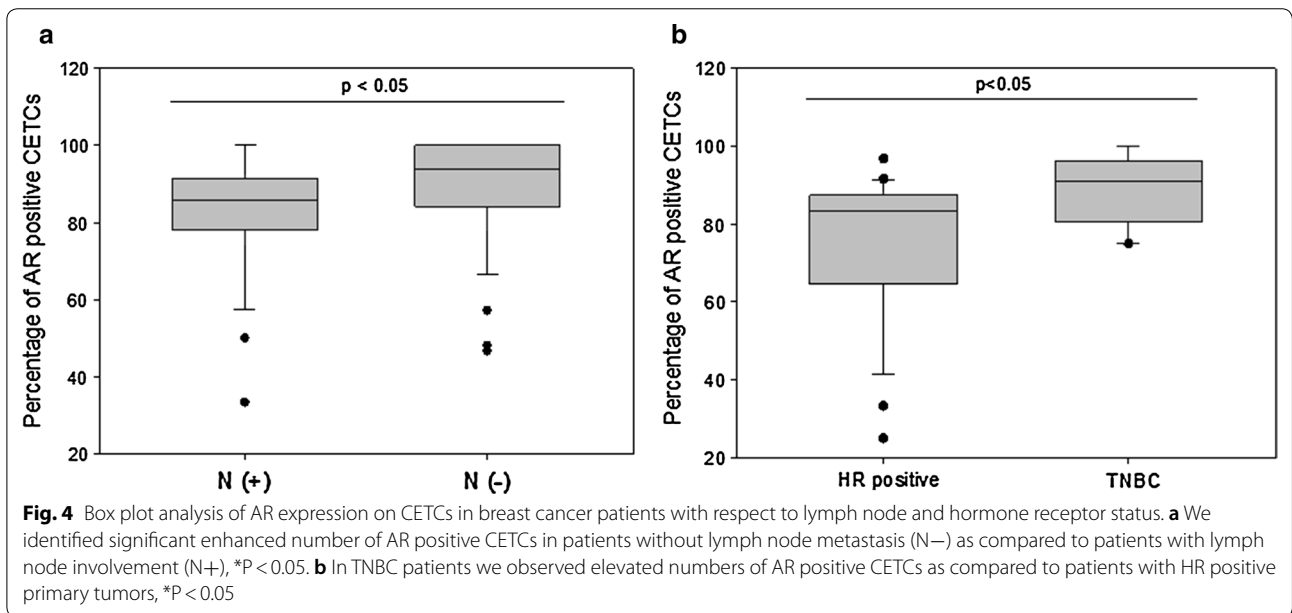 a
p < 0.05
Percentage of AR positive CETCs
120
100
80
60
40
20
N (+)
N (-)
b
p<0.05
Percentage of AR positive CETCs
120
100
80
60
40
20
HR positive
TNBC
Fig. 4 Box plot analysis of AR expression on CETCs in breast cancer patients with respect to lymph node and hormone receptor status. a We
identified significant enhanced number of AR positive CETCs in patients without lymph node metastasis (N−) as compared to patients with lymph
node involvement (N+), *P < 0.05. b In TNBC patients we observed elevated numbers of AR positive CETCs as compared to patients with HR positive
primary tumors, *P < 0.05